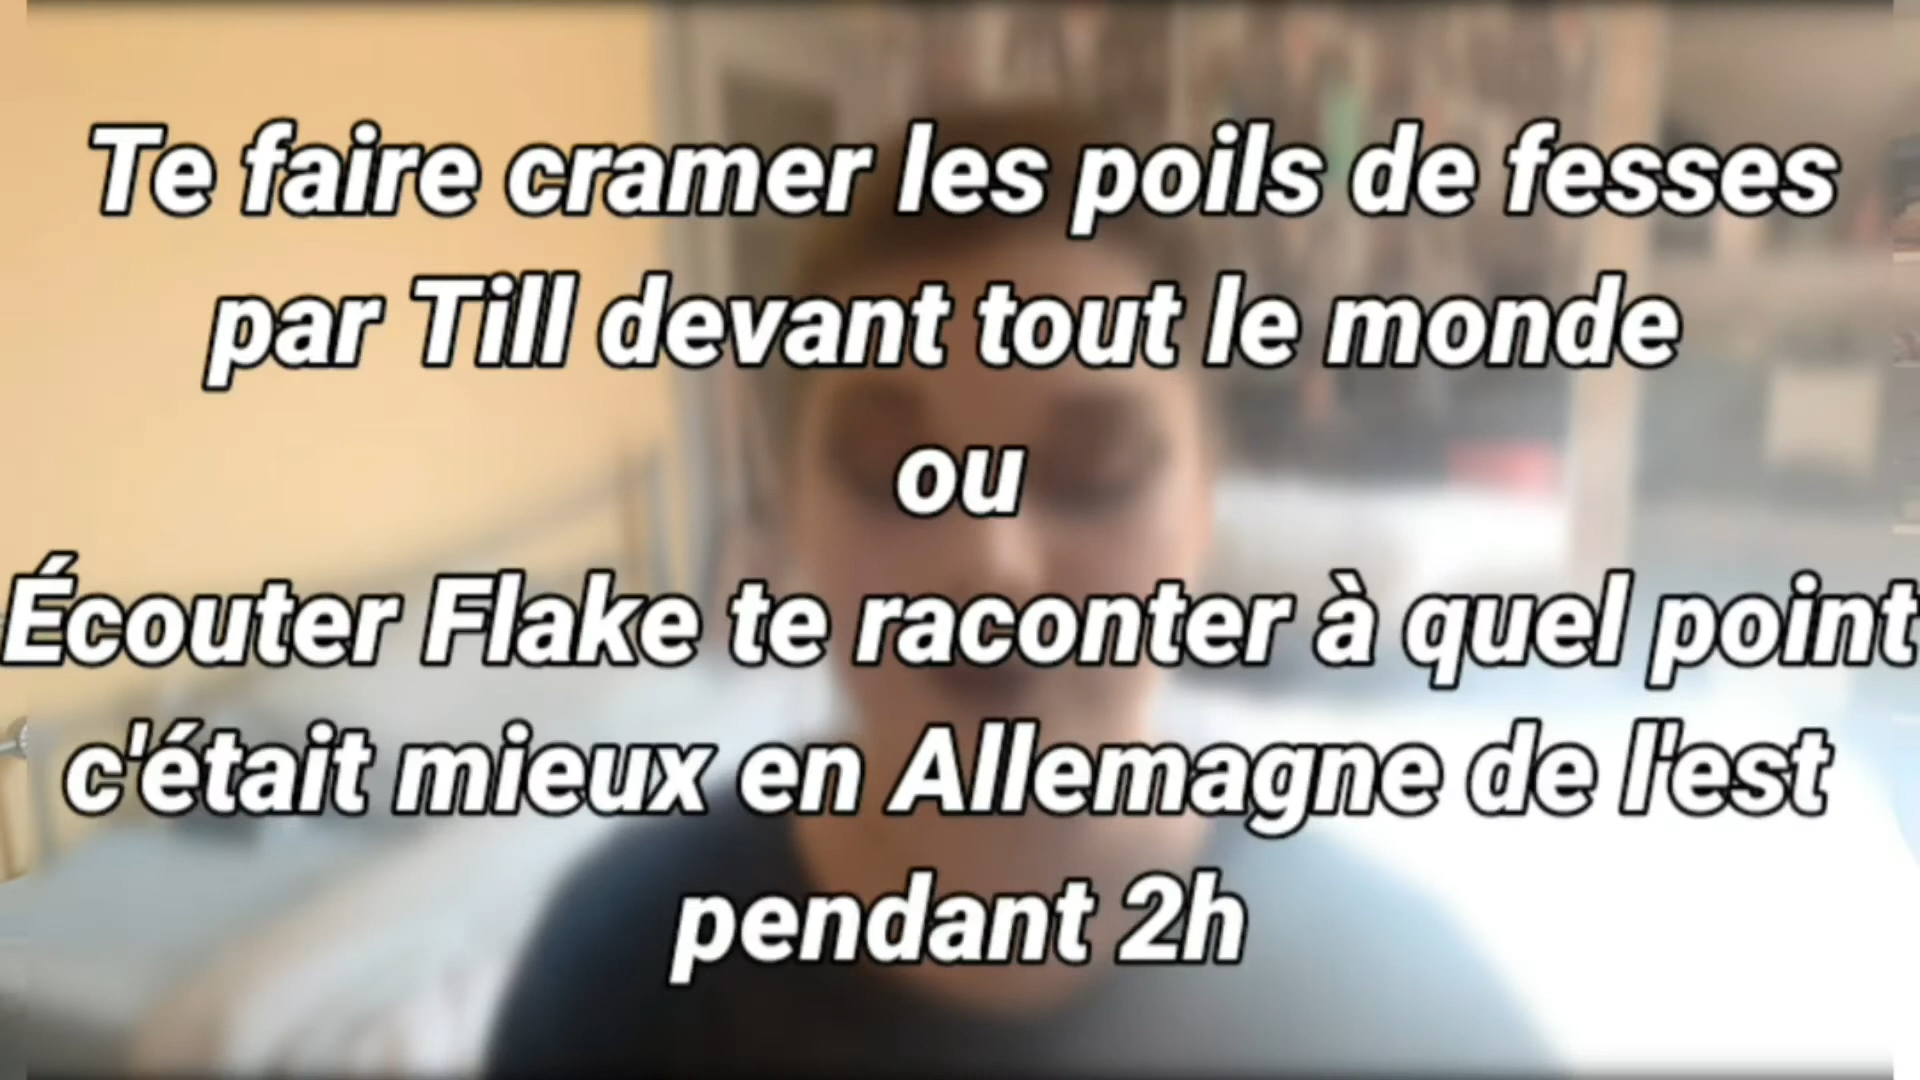 Te faire cramer les poils de fesses
par Till devant tout le monde
ou
Écouter Flake te raconter à quel point
c'était mieux en Allemagne de l'est
pendant 2h